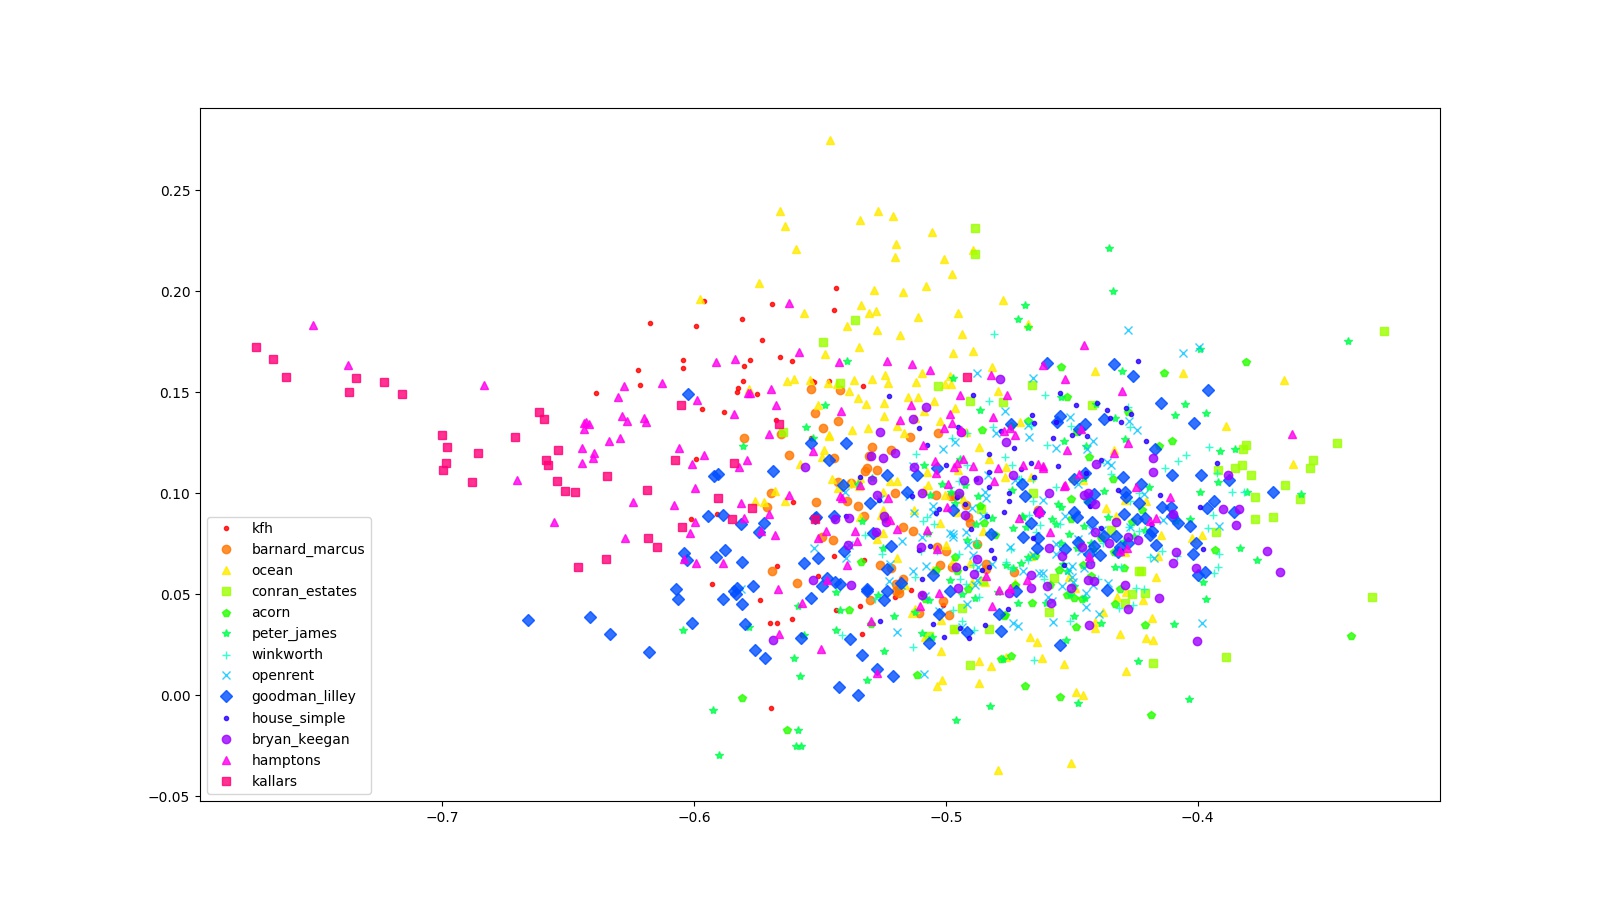 0.25
0.20
0.15
0.10
0.05
0.00
−0.05
kfh
barnard_marcus
ocean
conran_estates
acorn
peter_james
winkworth
openrent
goodman_lilley
house_simple
bryan_keegan
hamptons
kallars
−0.7
−0.6
−0.5
−0.4